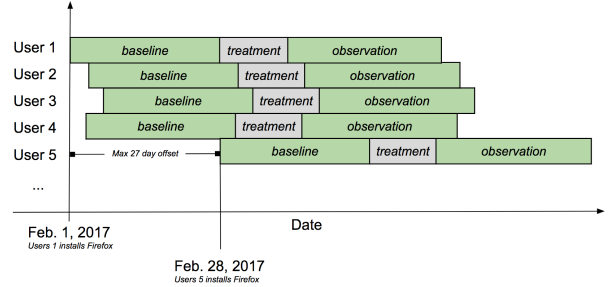 User 1 baseline treatment observation
User 2 baseline treatment observation
User 3 baseline treatment observation
User 4 baseline treatment observation
User 5 Max 27 day offset baseline treatment observation
...
Date
Feb. 1, 2017
Users 1 installs Firefox
Feb. 28, 2017
Users 5 installs Firefox